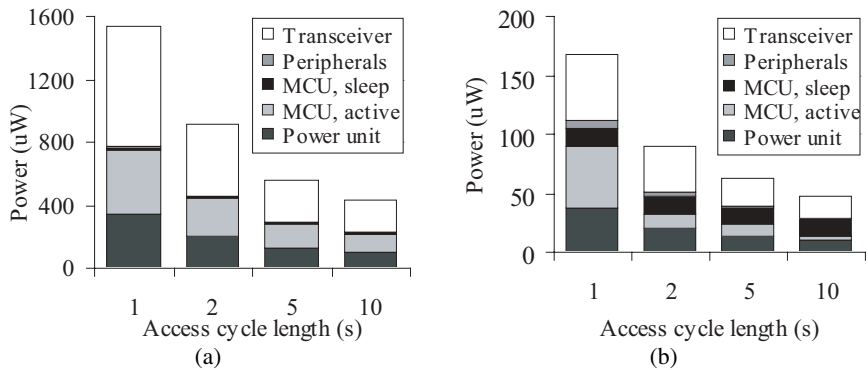 1600
1200
800
400
0
Power (uW)
Transceiver
Peripherals
MCU, sleep
MCU, active
Power unit
1 2 5 10
Access cycle length (s)
(a)
200
150
100
50
0
Power (uW)
Transceiver
Peripherals
MCU, sleep
MCU, active
Power unit
1 2 5 10
Access cycle length (s)
(b)